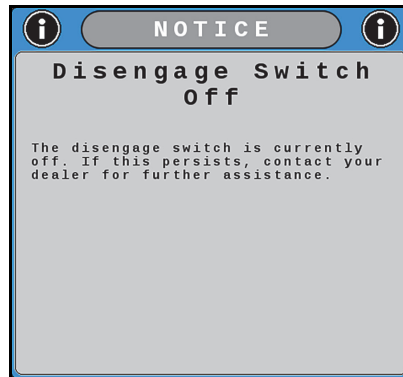 NOTICE
Disengage Switch
Off
The disengage switch is currently
off. If this persists, contact your
dealer for further assistance.